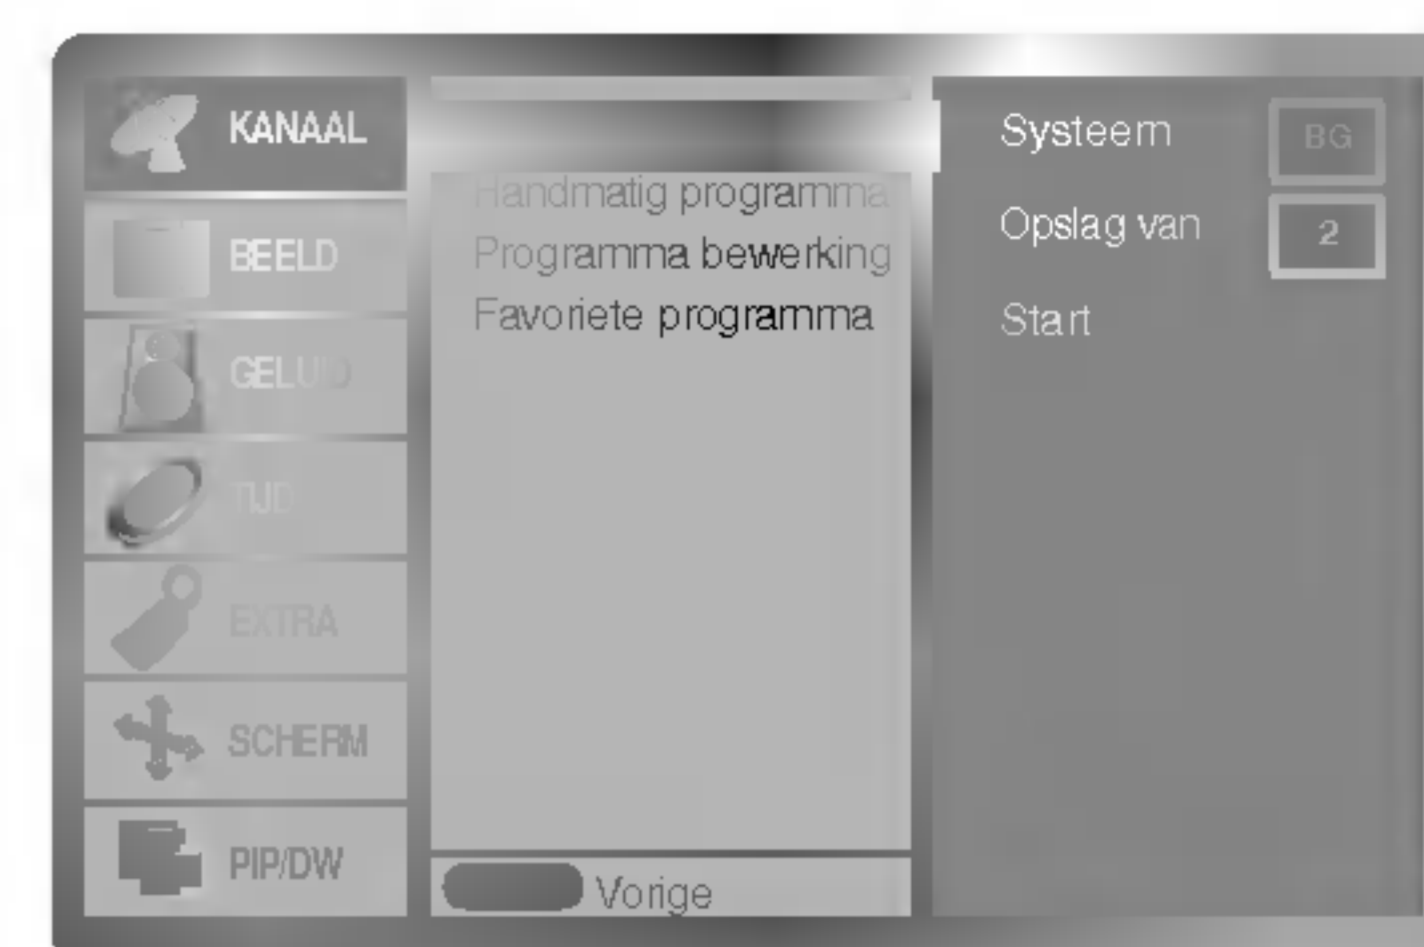 KANAAL
BEELD
GELUID
TIJD
EXTRA
SCHERM
PIP/DW
Handmatig programma
Programma bewerking
Favoriete programma
Vorige
Systeem BG
Opslag van 2
Start